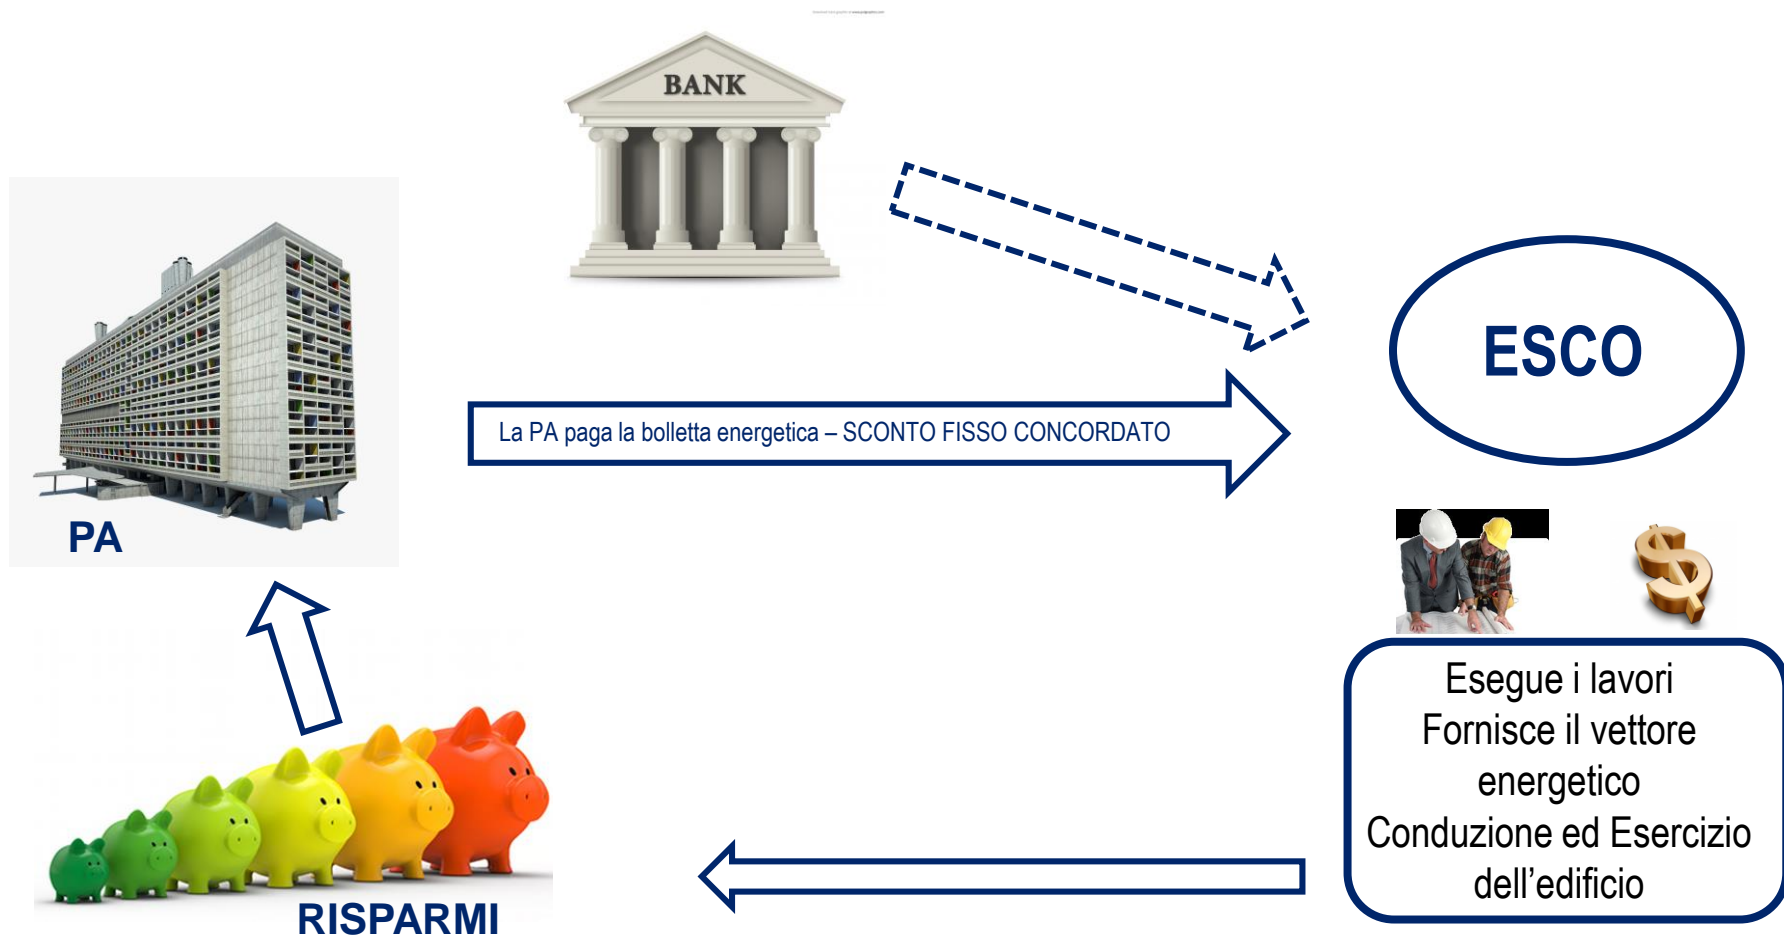 BANK
ESCO
La PA paga la bolletta energetica – SCONTO FISSO CONCORDATO
PA
Esegue i lavori
Fornisce il vettore
energetico
Conduzione ed Esercizio
dell’edificio
RISPARMI